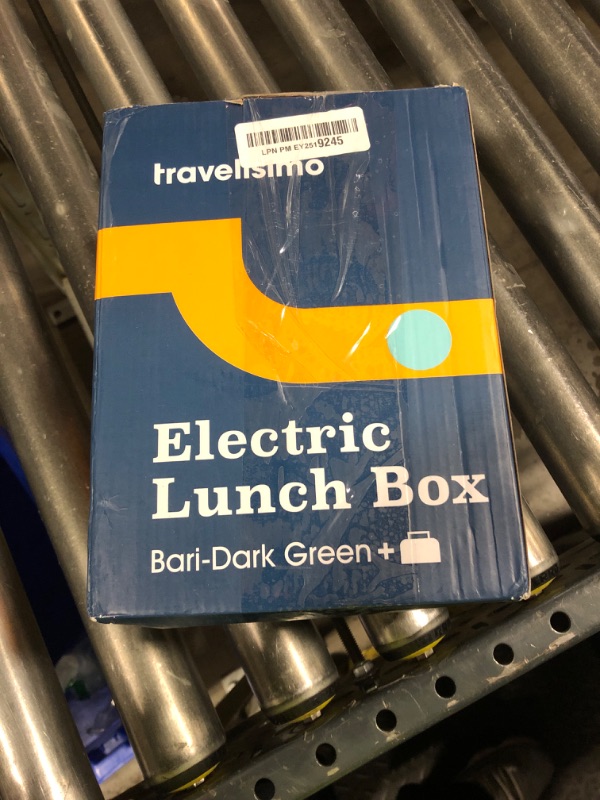 LPN PM EY2519245
travelisimo
Electric
Lunch Box
Bari-Dark Green +